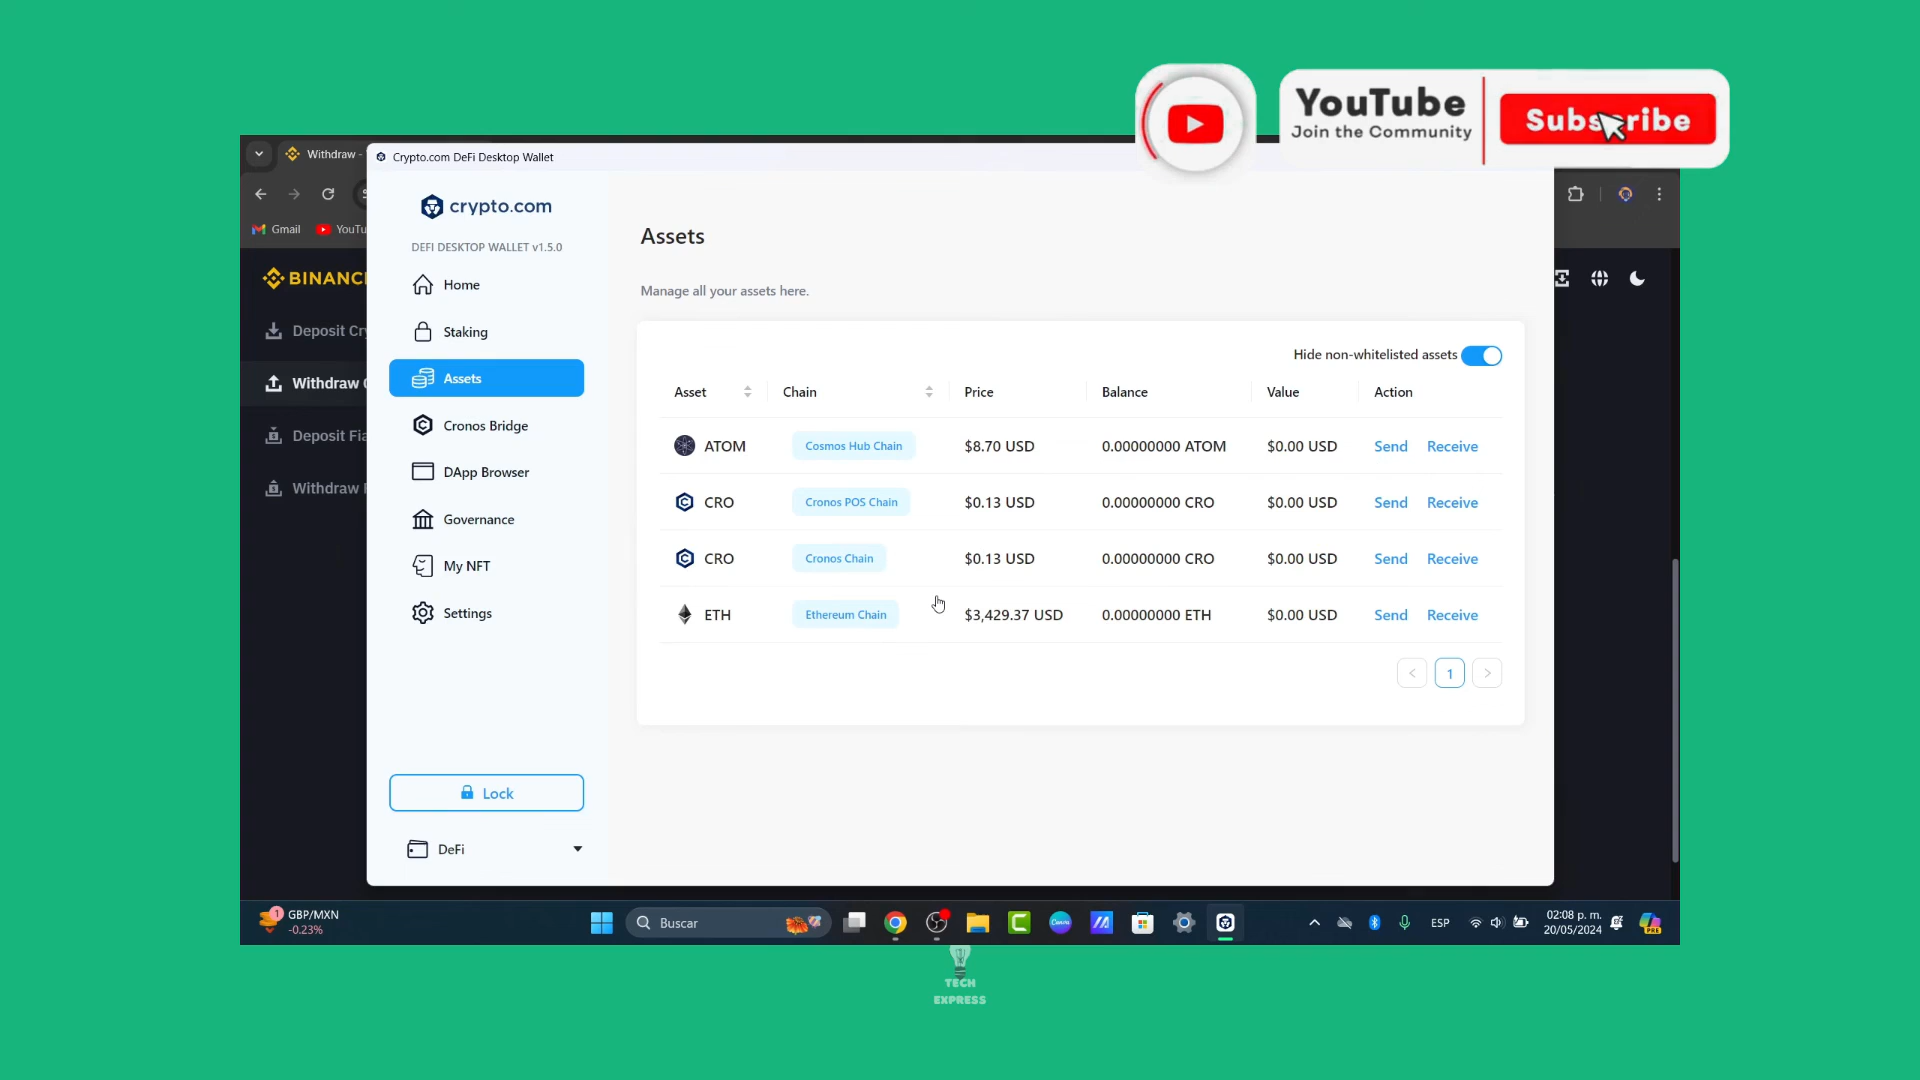 YouTube
Join the Community
Subscribe
Withdraw -
Crypto.com DeFi Desktop Wallet
Gmail
YouTu
BINANC
Deposit Cr
Withdraw
Deposit Fi
Withdraw
crypto.com
DEFI DESKTOP WALLET v1.5.0
Home
Staking
Assets
Cronos Bridge
DApp Browser
Governance
My NFT
Settings
Lock
DeFi
Assets
Manage all your assets here.
Hide non-whitelisted assets
Asset Chain Price Balance Value Action
ATOM Cosmos Hub Chain $8.70 USD 0.00000000 ATOM $0.00 USD Send Receive
CRO Cronos POS Chain $0.13 USD 0.00000000 CRO $0.00 USD Send Receive
CRO Cronos Chain $0.13 USD 0.00000000 CRO $0.00 USD Send Receive
ETH Ethereum Chain $3,429.37 USD 0.00000000 ETH $0.00 USD Send Receive
< 1 >
1
GBP/MXN
-0.23%
Buscar
ESP
02:08 p. m.
20/05/2024
PRE
TECH
EXPRESS